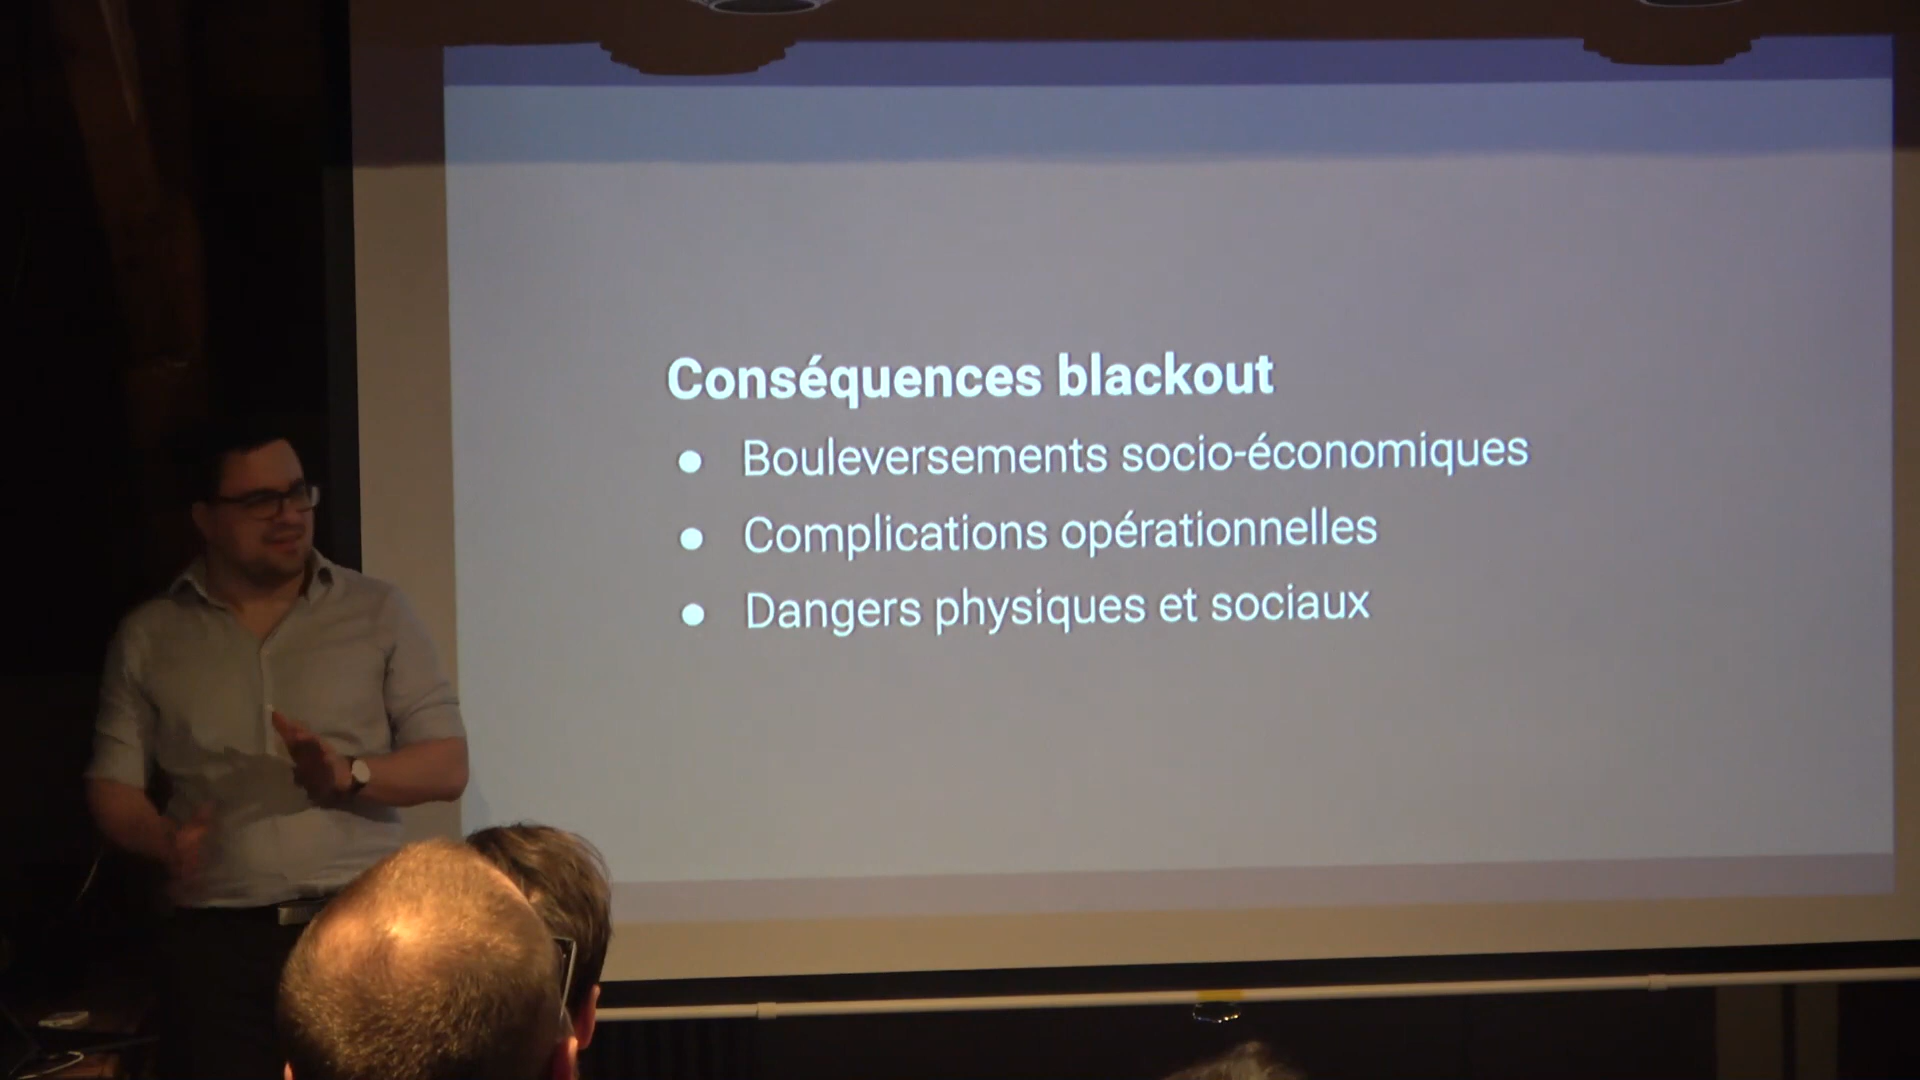 Conséquences blackout
● Bouleversements socio-économiques
● Complications opérationnelles
● Dangers physiques et sociaux